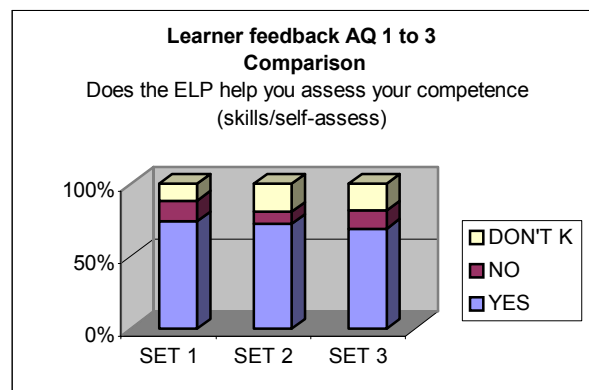 Learner feedback AQ 1 to 3
Comparison
Does the ELP help you assess your competence
(skills/self-assess)
100%
50%
0%
SET 1 SET 2 SET 3
DON'T K
NO
YES